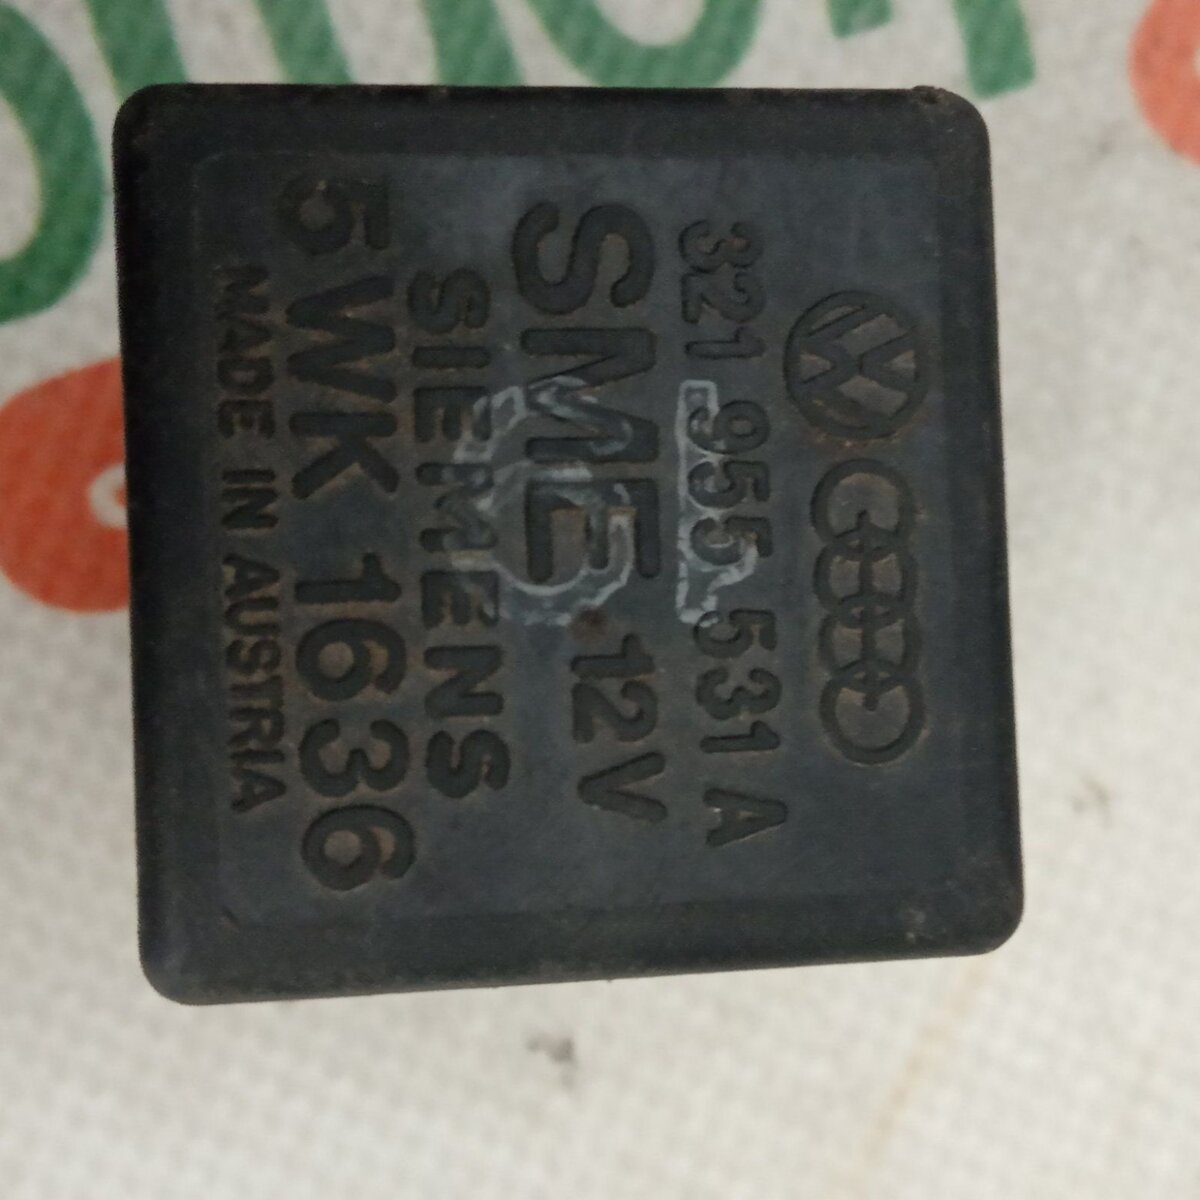 321 955 531 A
SME 12V
SIEMENS
5WK 1636
MADE IN AUSTRIA